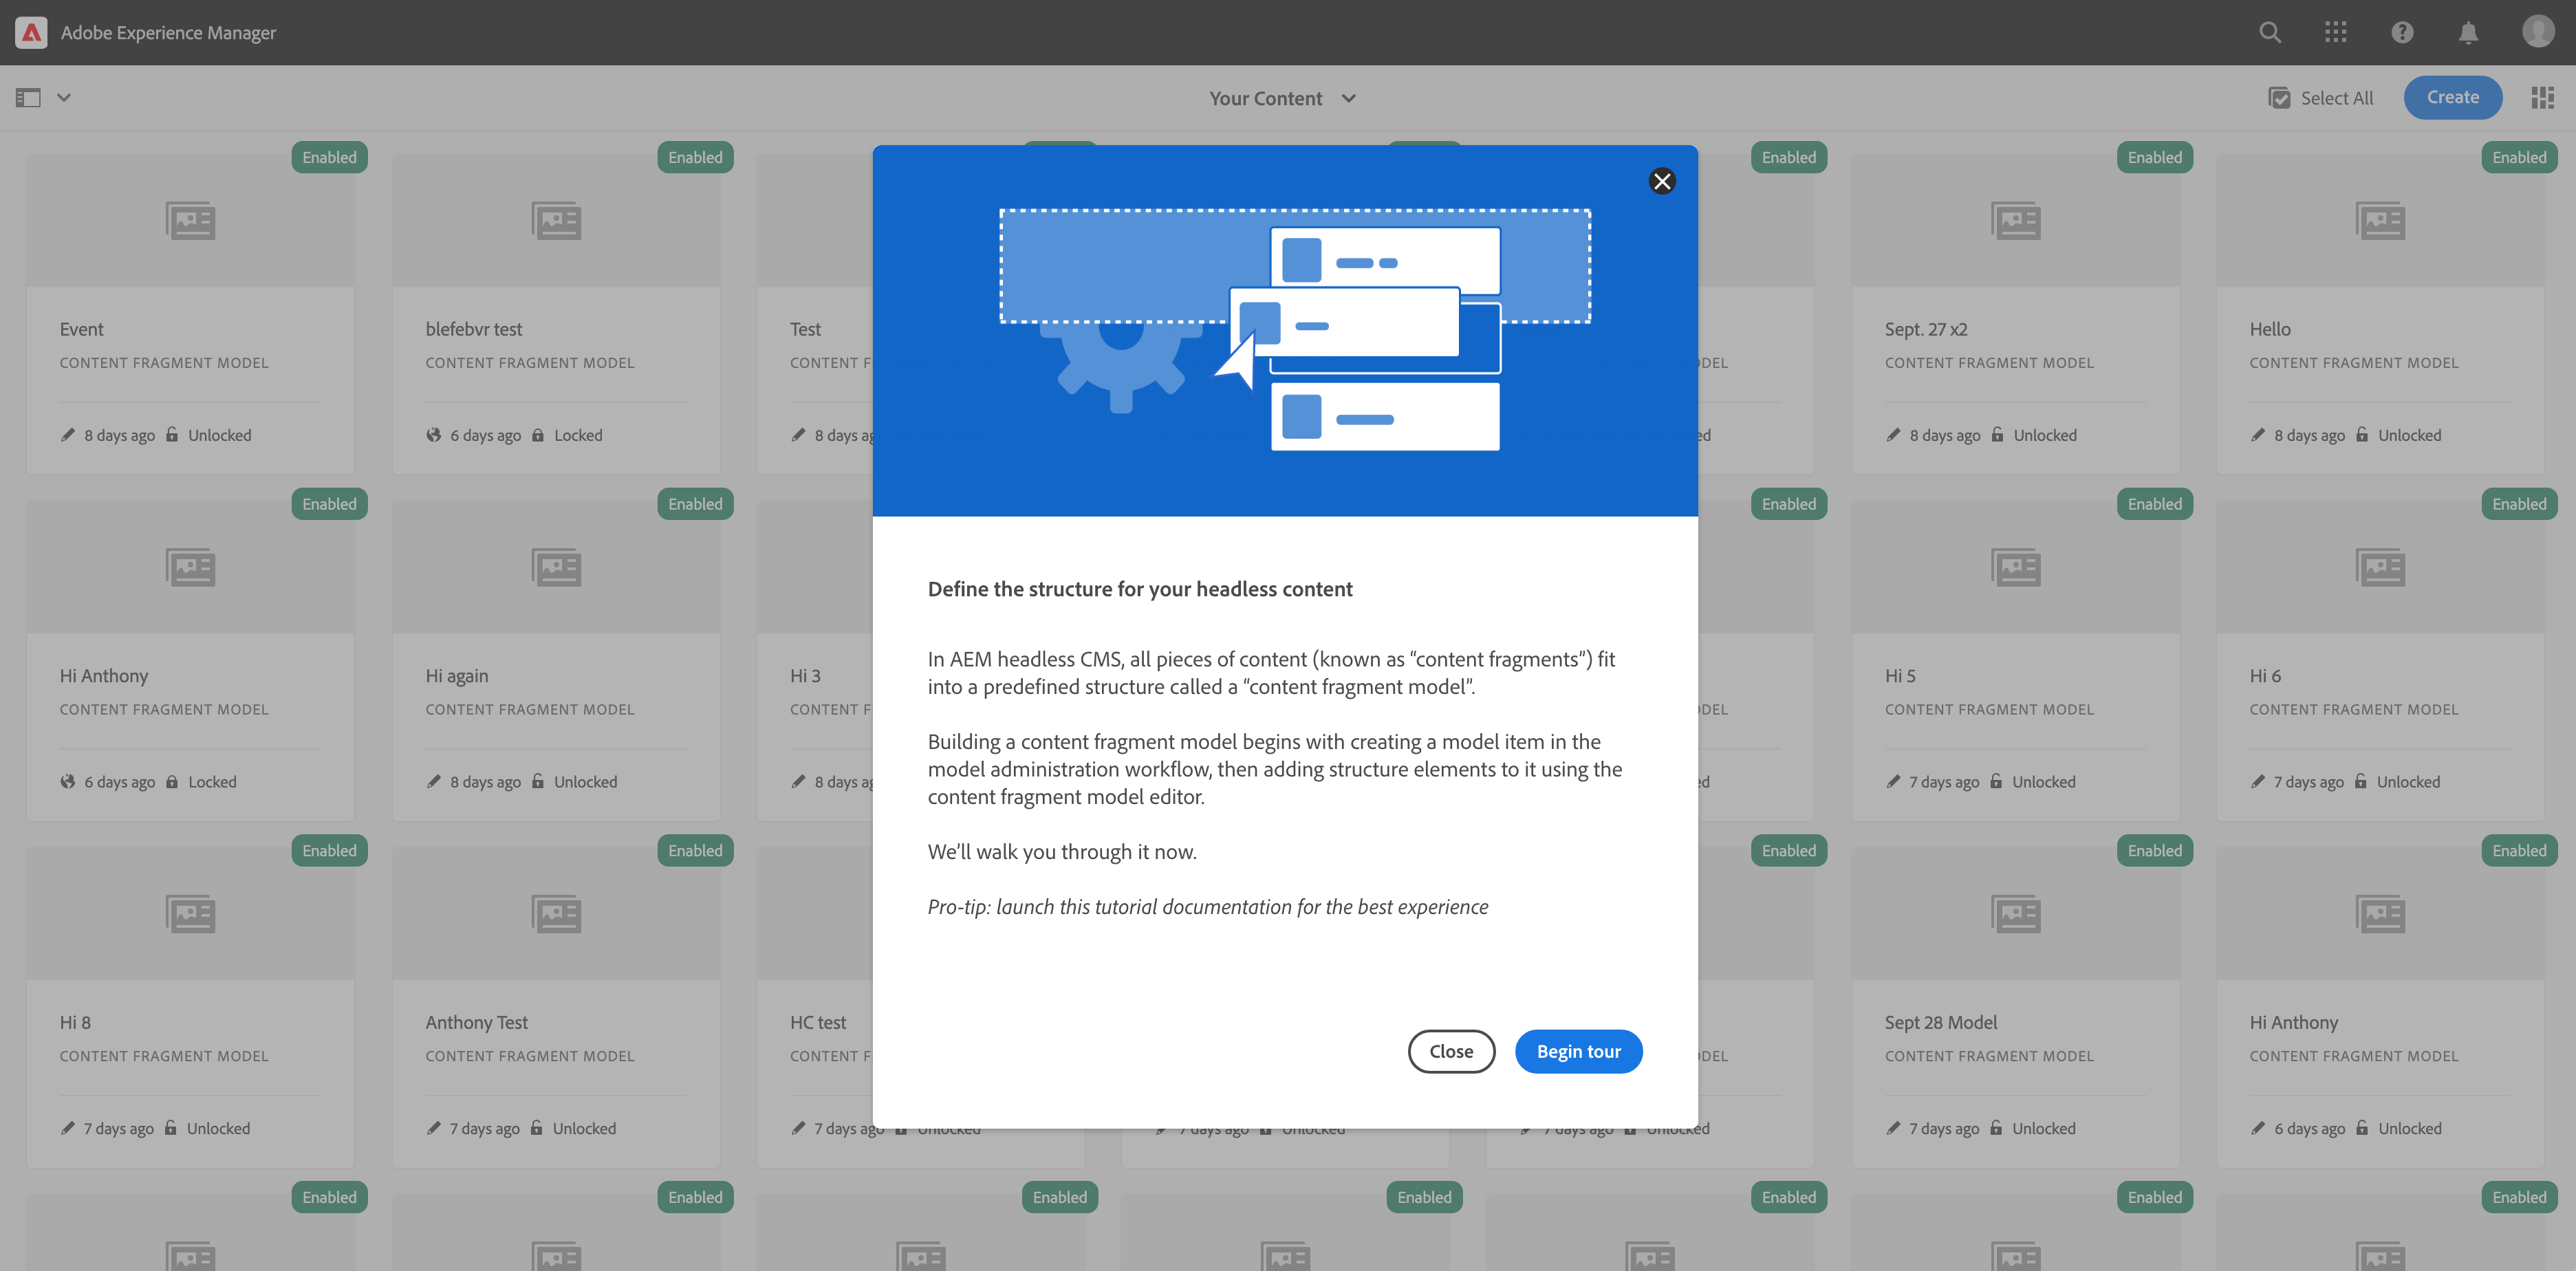 Adobe Experience Manager
Your Content
Select All
Create
Enabled
Enabled
Enabled
Enabled
Enabled
Event
CONTENT FRAGMENT MODEL
8 days ago Unlocked
blefebvr test
CONTENT FRAGMENT MODEL
6 days ago Locked
Test
CONTENT F
8 days ag
DEL
ed
Sept. 27 x2
CONTENT FRAGMENT MODEL
8 days ago Unlocked
Hello
CONTENT FRAGMENT MODEL
8 days ago Unlocked
Enabled
Enabled
Enabled
Enabled
Enabled
Hi Anthony
CONTENT FRAGMENT MODEL
6 days ago Locked
Hi again
CONTENT FRAGMENT MODEL
8 days ago Unlocked
Hi 3
CONTENT F
8 days ag
DEL
ed
Hi 5
CONTENT FRAGMENT MODEL
7 days ago Unlocked
Hi 6
CONTENT FRAGMENT MODEL
7 days ago Unlocked
Define the structure for your headless content
In AEM headless CMS, all pieces of content (known as “content fragments”) fit
into a predefined structure called a “content fragment model”.
Building a content fragment model begins with creating a model item in the
model administration workflow, then adding structure elements to it using the
content fragment model editor.
We’ll walk you through it now.
Pro-tip: launch this tutorial documentation for the best experience
Close
Begin tour
Enabled
Enabled
Enabled
Enabled
Enabled
Hi 8
CONTENT FRAGMENT MODEL
7 days ago Unlocked
Anthony Test
CONTENT FRAGMENT MODEL
7 days ago Unlocked
HC test
CONTENT F
7 days ago Unlocked
7 days ago Unlocked
DEL
7 days ago Unlocked
Sept 28 Model
CONTENT FRAGMENT MODEL
7 days ago Unlocked
Hi Anthony
CONTENT FRAGMENT MODEL
6 days ago Unlocked
Enabled
Enabled
Enabled
Enabled
Enabled
Enabled
Enabled